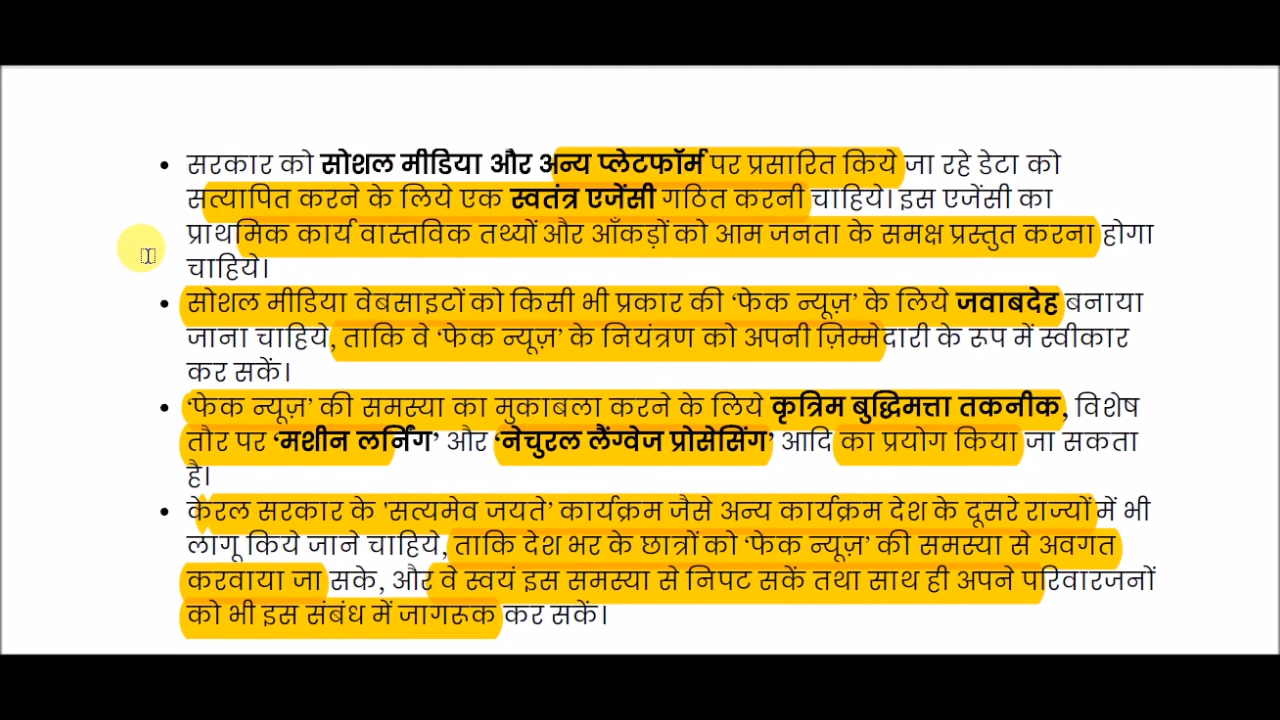 • सरकार को सोशल मीडिया और अन्य प्लेटफॉर्म पर प्रसारित किये जा रहे डेटा को
सत्यापित करने के लिये एक स्वतंत्र एजेंसी गठित करनी चाहिये। इस एजेंसी का
प्राथमिक कार्य वास्तविक तथ्यों और आँकड़ों को आम जनता के समक्ष प्रस्तुत करना होगा
चाहिये।
• सोशल मीडिया वेबसाइटों को किसी भी प्रकार की ‘फेक न्यूज़’ के लिये जवाबदेह बनाया
जाना चाहिये, ताकि वे ‘फेक न्यूज़’ के नियंत्रण को अपनी ज़िम्मेदारी के रूप में स्वीकार
कर सकें।
• ‘फेक न्यूज़’ की समस्या का मुकाबला करने के लिये कृत्रिम बुद्धिमत्ता तकनीक, विशेष
तौर पर ‘मशीन लर्निंग’ और ‘नेचुरल लैंग्वेज प्रोसेसिंग’ आदि का प्रयोग किया जा सकता
है।
• केरल सरकार के 'सत्यमेव जयते’ कार्यक्रम जैसे अन्य कार्यक्रम देश के दूसरे राज्यों में भी
लागू किये जाने चाहिये, ताकि देश भर के छात्रों को ‘फेक न्यूज़’ की समस्या से अवगत
करवाया जा सके, और वे स्वयं इस समस्या से निपट सकें तथा साथ ही अपने परिवारजनों
को भी इस संबंध में जागरूक कर सकें।